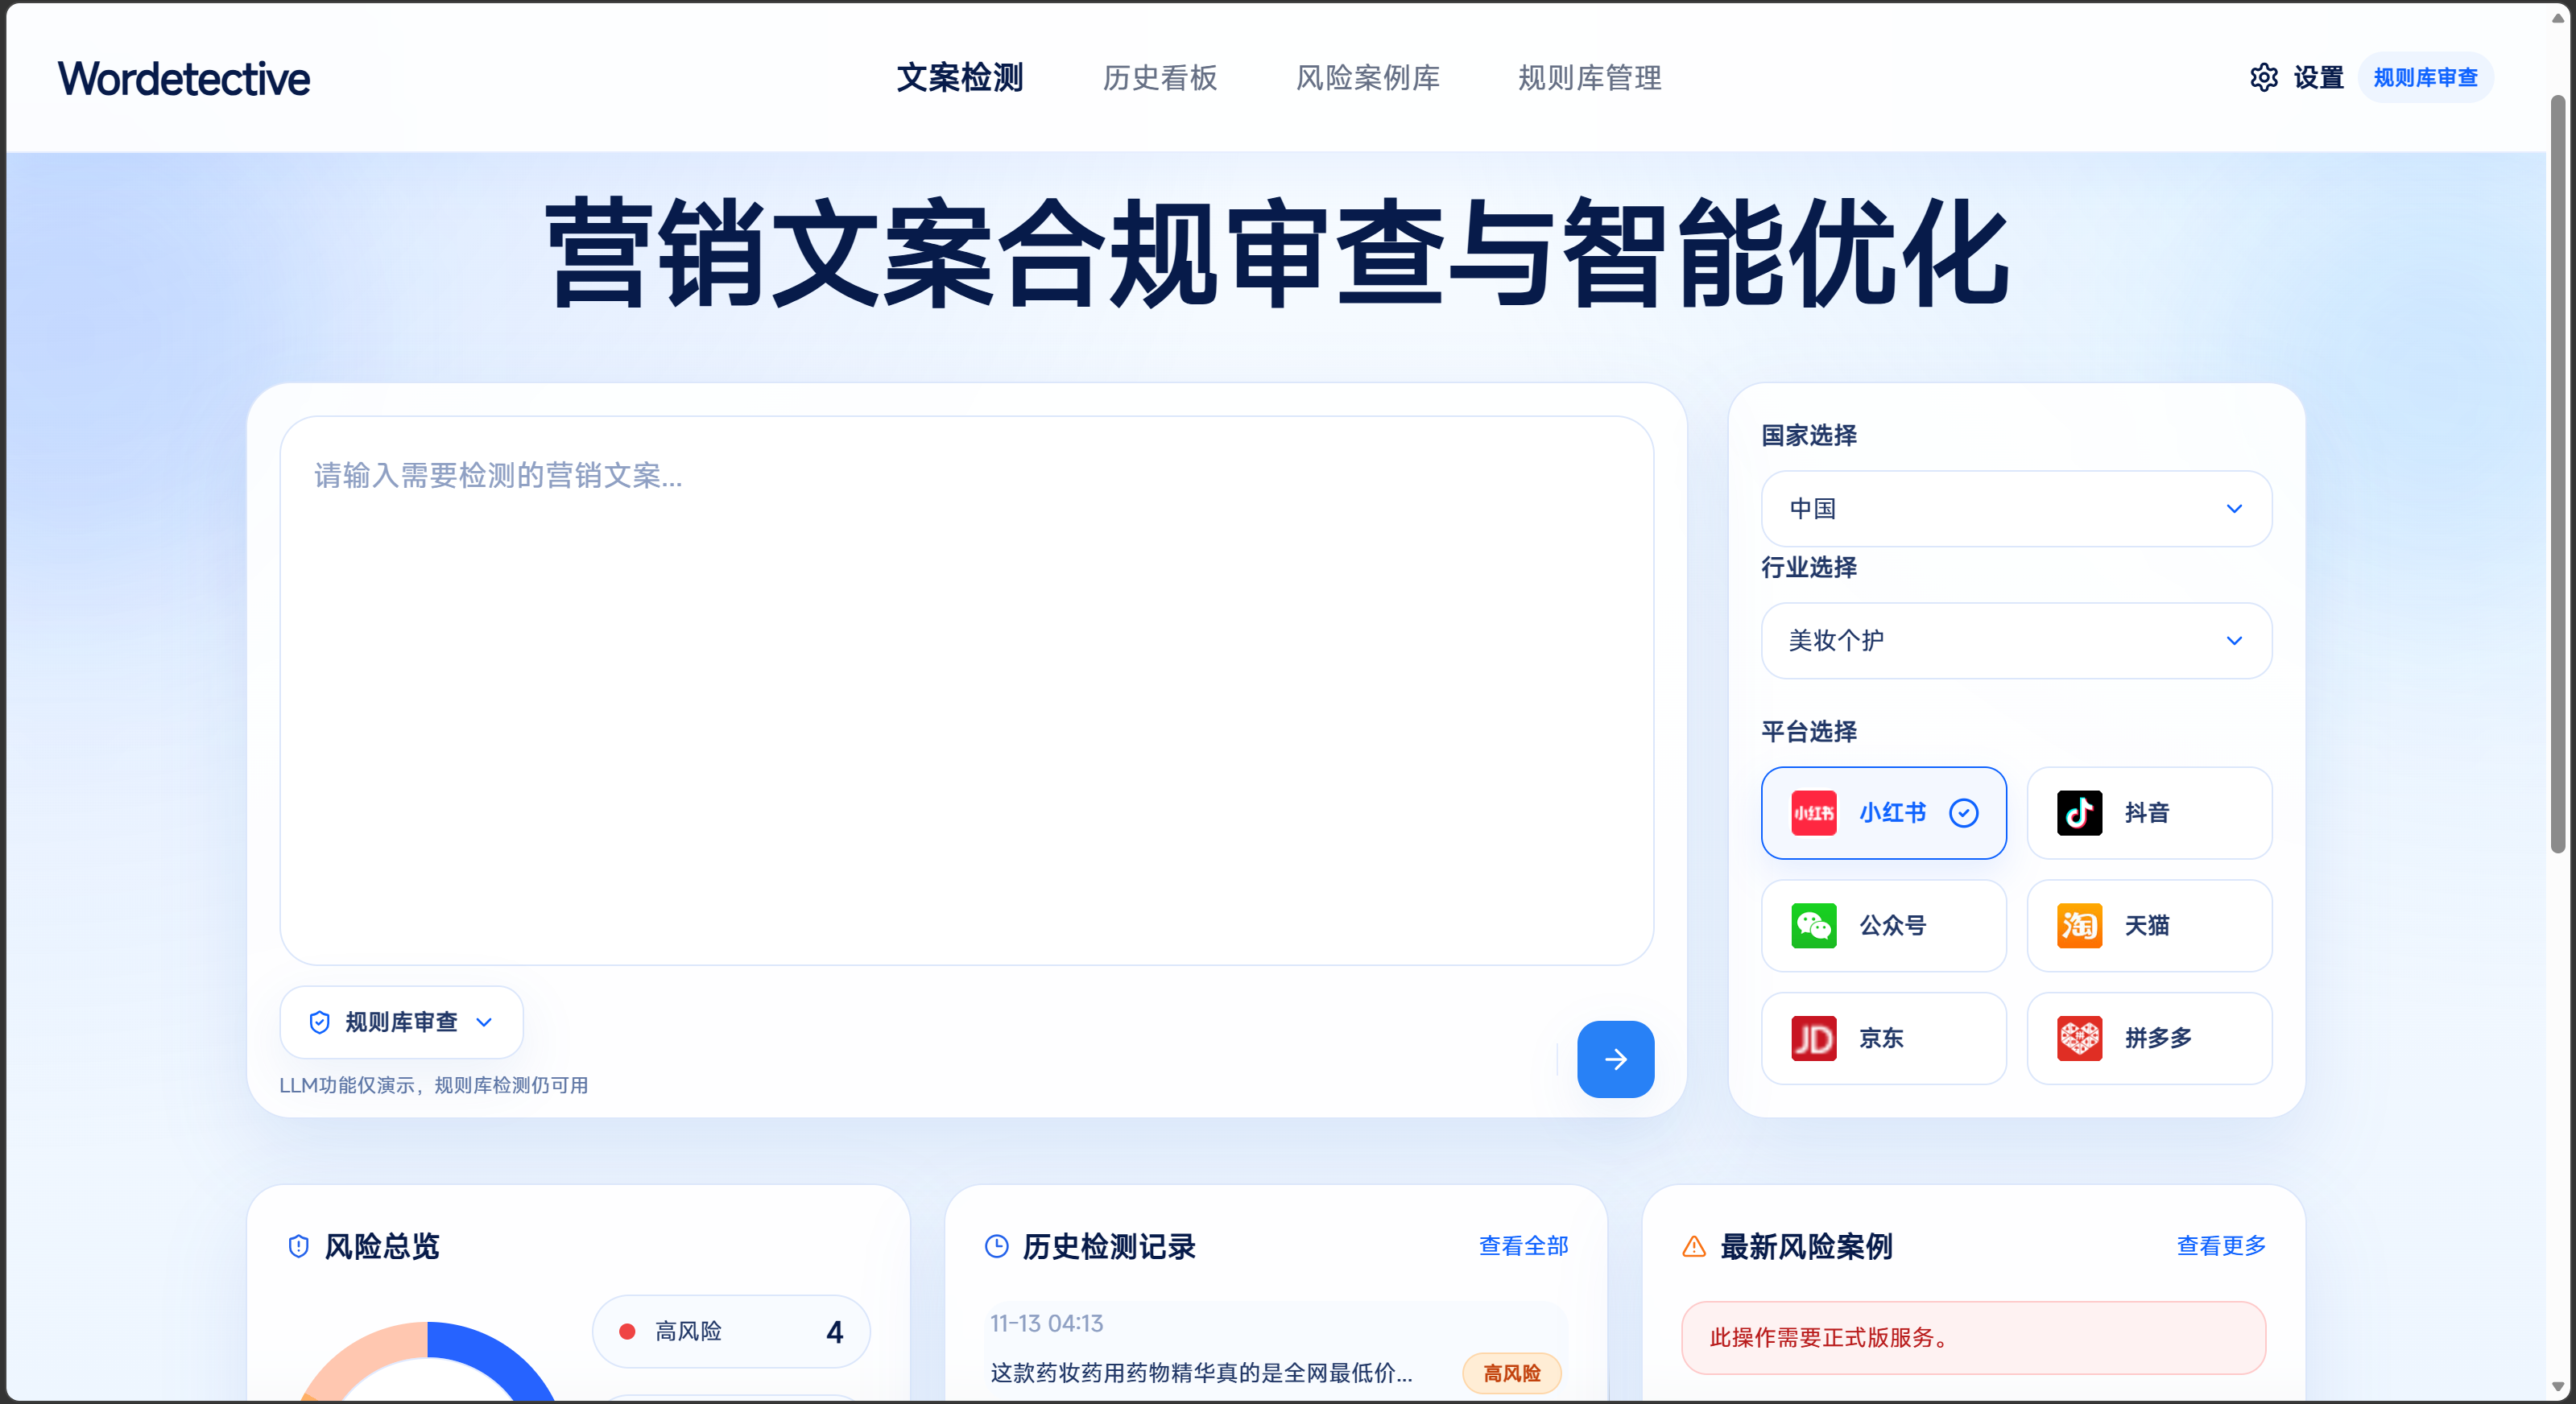 Wordetective
文案检测
历史看板
风险案例库
规则库管理
设置
规则库审查
营销文案合规审查与智能优化
请输入需要检测的营销文案...
规则库审查
LLM功能仅演示，规则库检测仍可用
国家选择
中国
行业选择
美妆个护
平台选择
小红书 小红书
抖音
公众号
淘 天猫
JD 京东
拼 拼多多
风险总览
高风险 4
历史检测记录 查看全部
11-13 04:13
这款药妆药用药物精华真的是全网最低价... 高风险
最新风险案例 查看更多
此操作需要正式版服务。